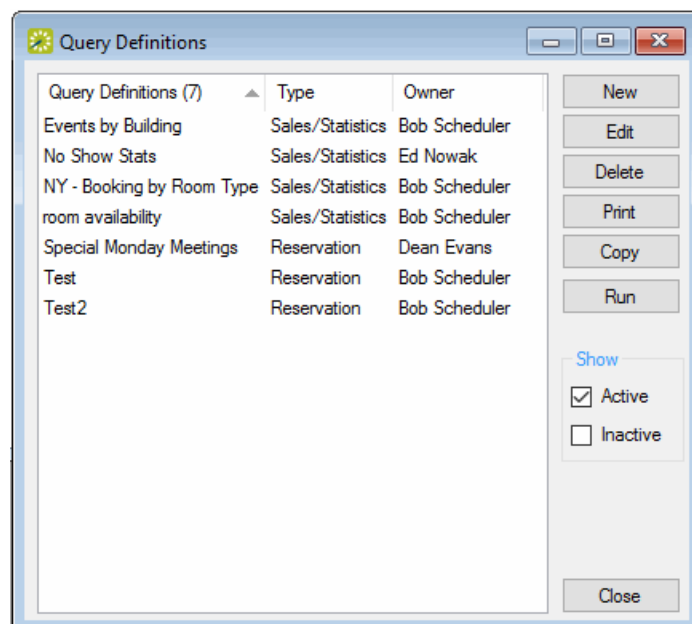 Query Definitions
Query Definitions (7) Type Owner
Events by Building Sales/Statistics Bob Scheduler
No Show Stats Sales/Statistics Ed Nowak
NY - Booking by Room Type Sales/Statistics Bob Scheduler
room availability Sales/Statistics Bob Scheduler
Special Monday Meetings Reservation Dean Evans
Test Reservation Bob Scheduler
Test2 Reservation Bob Scheduler
New
Edit
Delete
Print
Copy
Run
Show
Active
Inactive
Close